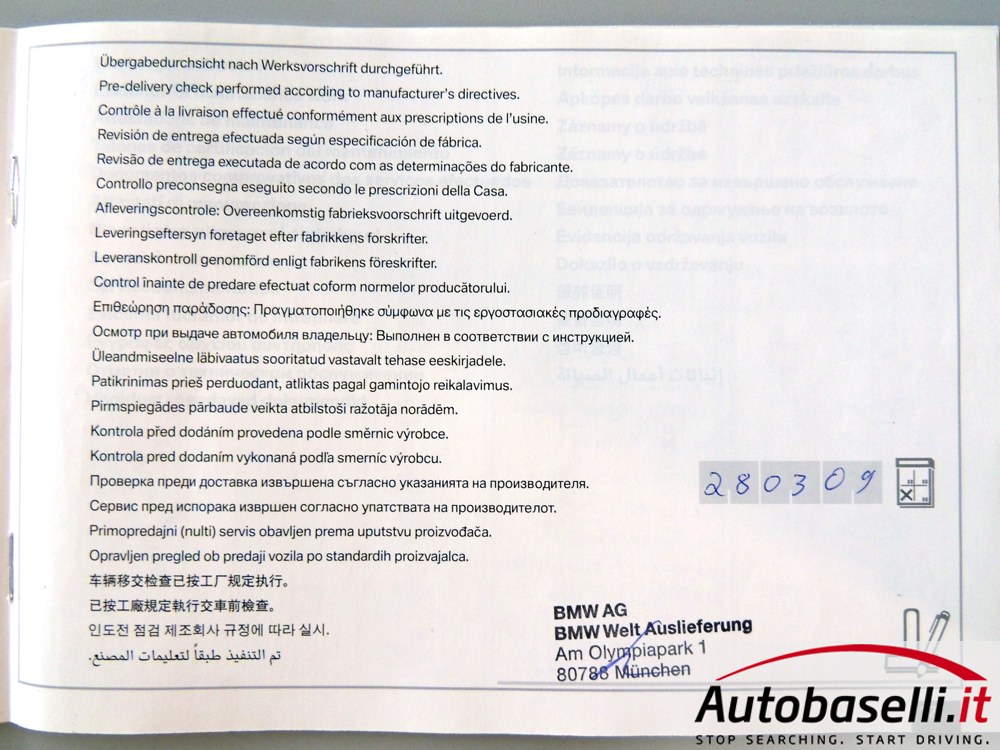 Übergabedurchsicht nach Werksvorschrift durchgeführt.
Pre-delivery check performed according to manufacturer's directives.
Contrôle à la livraison effectué conformément aux prescriptions de l'usine.
Revisión de entrega efectuada según especificación de fábrica.
Revisão de entrega executada de acordo com as determinações do fabricante.
Controllo preconsegna eseguito secondo le prescrizioni della Casa.
Afleveringscontrole: Overeenkomstig fabrieksvoorschrift uitgevoerd.
Leveringseftersyn foretaget efter fabrikkens forskrifter.
Leveranskontroll genomförd enligt fabrikens föreskrifter.
Control înainte de predare efectuat coform normelor producătorului.
Επιθεώρηση παράδοσης: Πραγματοποιήθηκε σύμφωνα με τις εργοστασιακές προδιαγραφές.
Осмотр при выдаче автомобиля владельцу: Выполнен в соответствии с инструкцией.
Üleandmiseelne läbivaatus sooritatud vastavalt tehase eeskirjadele.
Patikrinimas prieš perduodant, atliktas pagal gamintojo reikalavimus.
Pirmspiegādes pārbaude veikta atbilstoši ražotāja norādēm.
Kontrola před dodáním provedena podle směrnic výrobce.
Kontrola pred dodaním vykonaná podľa smerníc výrobcu.
Проверка преди доставка извършена съгласно указанията на производителя.
Сервис пред испорака извршен согласно упатствата на производителот.
Primopredajni (nulti) servis obavljen prema uputstvu proizvođača.
Opravljen pregled ob predaji vozila po standardih proizvajalca.
车辆移交检查已按工厂规定执行。
已按工廠規定執行交車前檢查。
인도전 점검 제조회사 규정에 따라 실시.
تم التنفيذ طبقاً لتعليمات المصنع.
280309
BMW AG
BMW Welt Auslieferung
Am Olympiapark 1
80788 München
Autobaselli.it
STOP SEARCHING. START DRIVING.